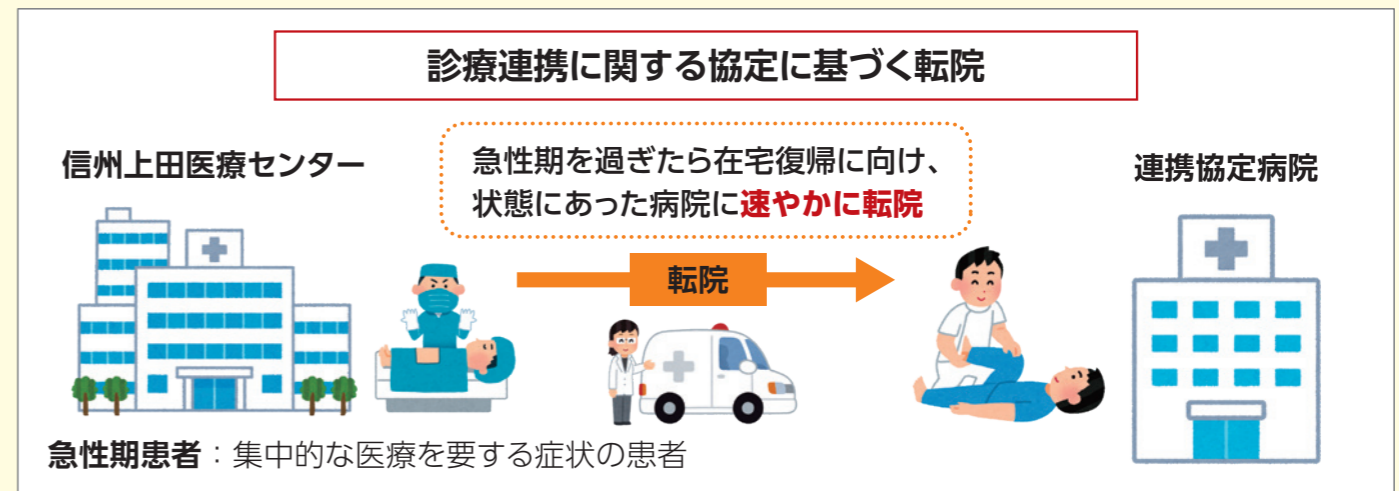 診療連携に関する協定に基づく転院
信州上田医療センター
急性期を過ぎたら在宅復帰に向け、
状態にあった病院に速やかに転院
連携協定病院
転院
急性期患者：集中的な医療を要する症状の患者